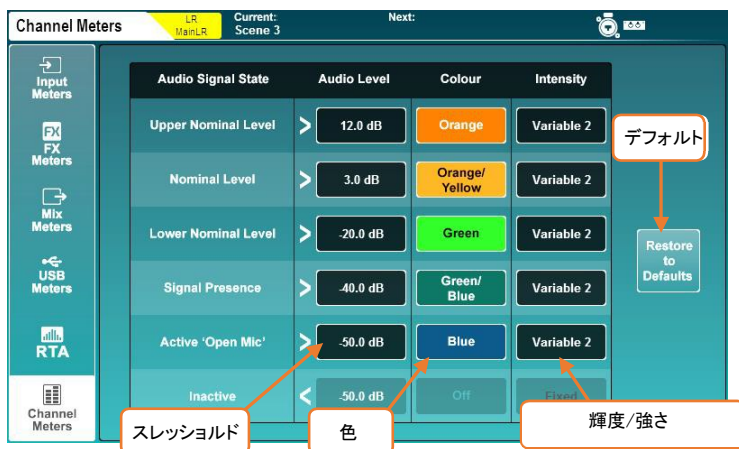 Channel Meters
LR
MainLR
Current:
Scene 3
Next:
Input
Meters
FX
FX
Meters
Mix
Meters
USB
Meters
RTA
Channel
Meters
Audio Signal State Audio Level Colour Intensity
Upper Nominal Level > 12.0 dB Orange Variable 2
Nominal Level > 3.0 dB Orange/
Yellow Variable 2
Lower Nominal Level > -20.0 dB Green Variable 2
Signal Presence > -40.0 dB Green/
Blue Variable 2
Active ‘Open Mic’ > -50.0 dB Blue Variable 2
Inactive < -50.0 dB Off Fixed
デフォルト
Restore
to
Defaults
スレッショルド
色
輝度/強さ